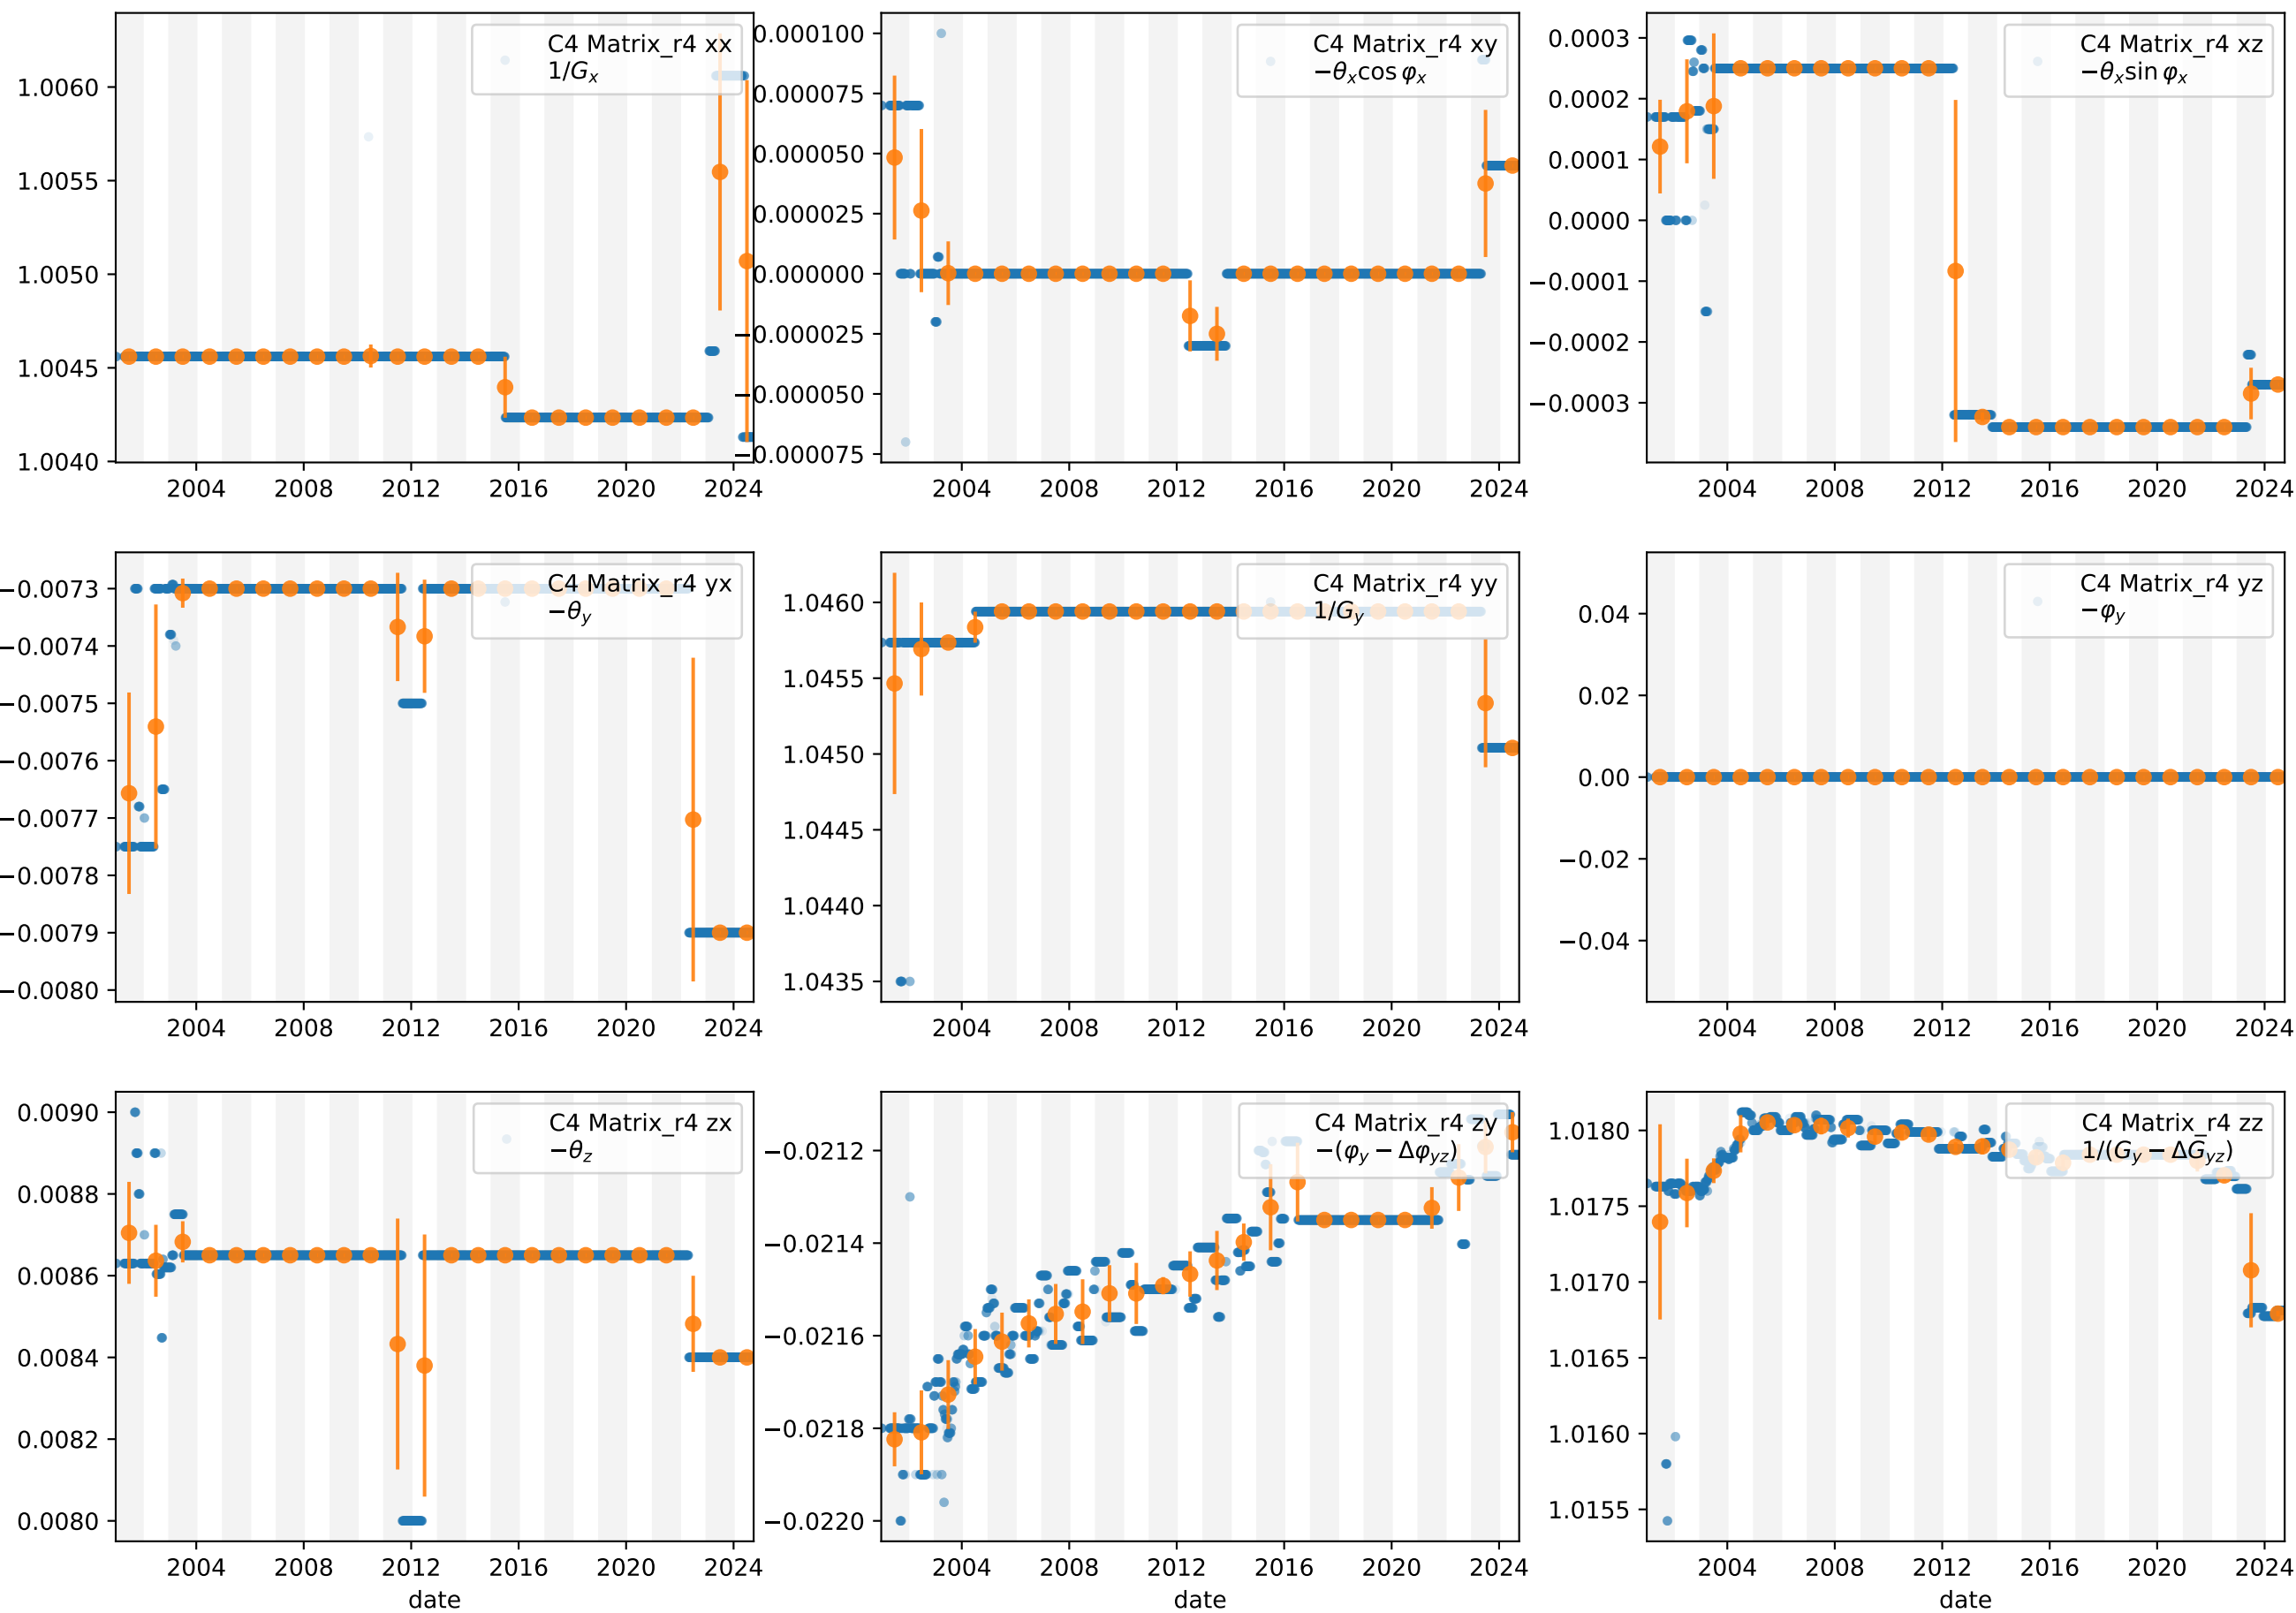 C4 Matrix_r4 xx
1/Gₓ
1.0060
1.0055
1.0050
1.0045
1.0040
2004 2008 2012 2016 2020 2024
C4 Matrix_r4 xy
−θₓcos φₓ
0.000100
0.000075
0.000050
0.000025
0.000000
−0.000025
−0.000050
−0.000075
2004 2008 2012 2016 2020 2024
C4 Matrix_r4 xz
−θₓsin φₓ
0.0003
0.0002
0.0001
0.0000
−0.0001
−0.0002
−0.0003
2004 2008 2012 2016 2020 2024
C4 Matrix_r4 yx
−θ_y
−0.0073
−0.0074
−0.0075
−0.0076
−0.0077
−0.0078
−0.0079
−0.0080
2004 2008 2012 2016 2020 2024
C4 Matrix_r4 yy
1/G_y
1.0460
1.0455
1.0450
1.0445
1.0440
1.0435
2004 2008 2012 2016 2020 2024
C4 Matrix_r4 yz
−φ_y
0.04
0.02
0.00
−0.02
−0.04
2004 2008 2012 2016 2020 2024
C4 Matrix_r4 zx
−θ_z
0.0090
0.0088
0.0086
0.0084
0.0082
0.0080
2004 2008 2012 2016 2020 2024
date
C4 Matrix_r4 zy
−(φ_y − Δφ_yz)
−0.0212
−0.0214
−0.0216
−0.0218
−0.0220
2004 2008 2012 2016 2020 2024
date
C4 Matrix_r4 zz
1/(G_y − ΔG_yz)
1.0180
1.0175
1.0170
1.0165
1.0160
1.0155
2004 2008 2012 2016 2020 2024
date